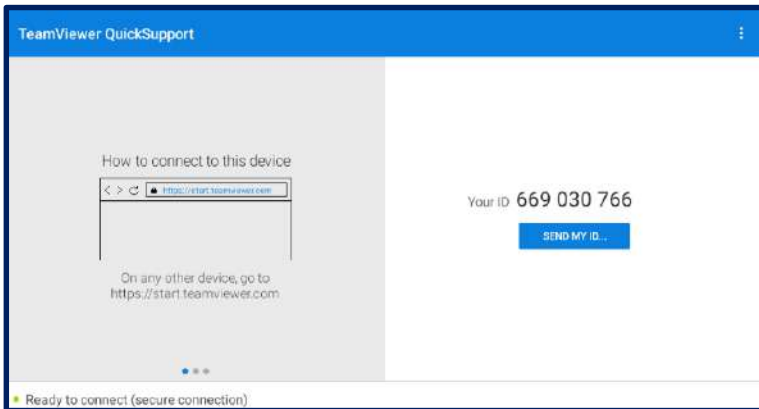 TeamViewer QuickSupport
How to connect to this device
https://start.teamviewer.com
On any other device, go to
https://start.teamviewer.com
Your ID 669 030 766
SEND MY ID...
Ready to connect (secure connection)